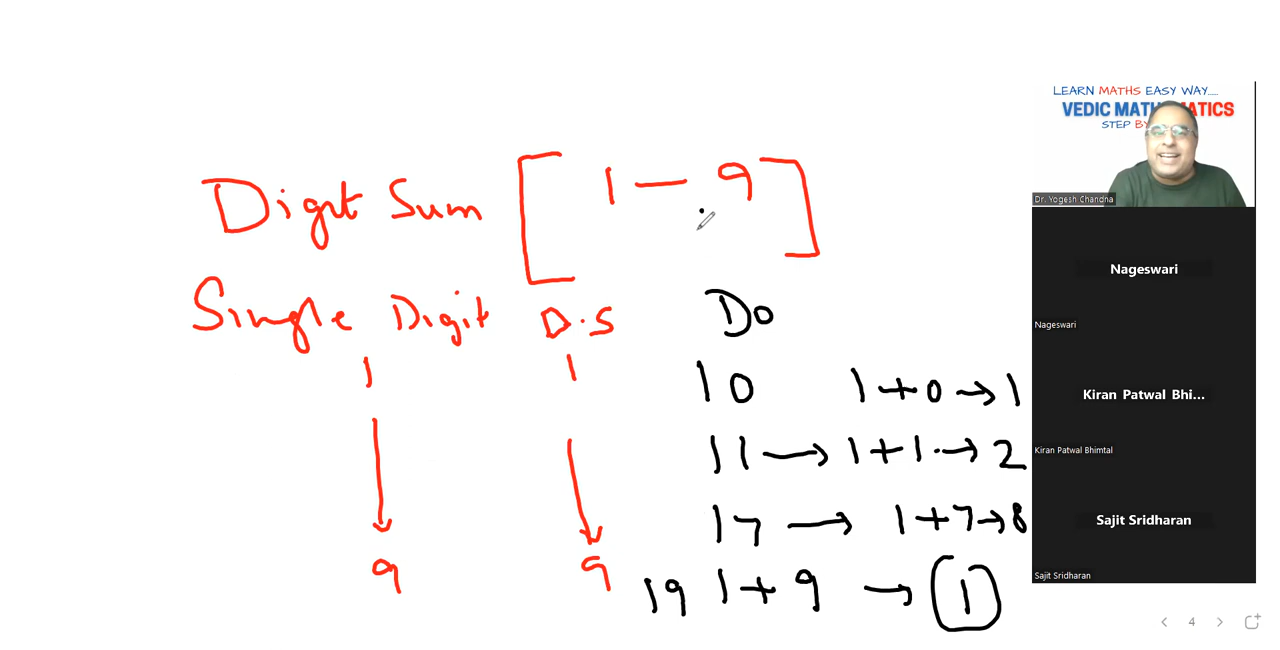 LEARN MATHS EASY WAY.....
VEDIC MATH ATICS
STEP BY
Dr. Yogesh Chandna
Nageswari
Nageswari
Kiran Patwal Bhi...
Kiran Patwal Bhimtal
Sajit Sridharan
Sajit Sridharan
Digit Sum [ 1 — 9 ]
Single Digit D.S Do
1 1
10 1+0→1
11 → 1+1→2
17 → 1+7→8
9 9
19 1+9 → 1
4